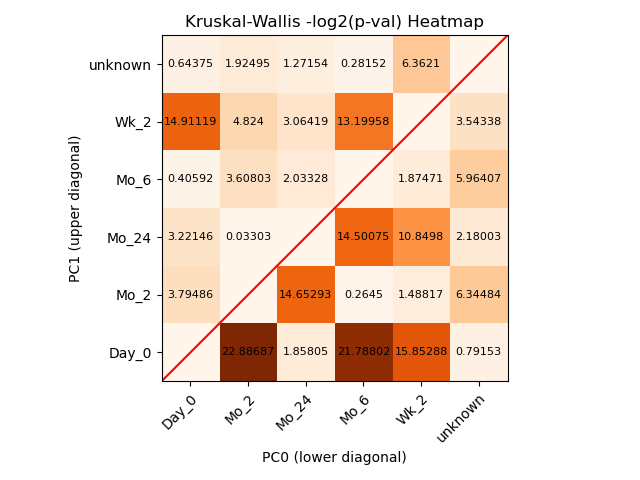 Kruskal-Wallis -log2(p-val) Heatmap
unknown 0.64375 1.92495 1.27154 0.28152 6.3621
Wk_2 14.91119 4.824 3.06419 13.19958 3.54338
Mo_6 0.40592 3.60803 2.03328 1.87471 5.96407
Mo_24 3.22146 0.03303 14.50075 10.8498 2.18003
Mo_2 3.79486 14.65293 0.2645 1.48817 6.34484
Day_0 22.88687 1.85805 21.78802 15.85288 0.79153
Day_0 Mo_2 Mo_24 Mo_6 Wk_2 unknown
PC0 (lower diagonal)
PC1 (upper diagonal)